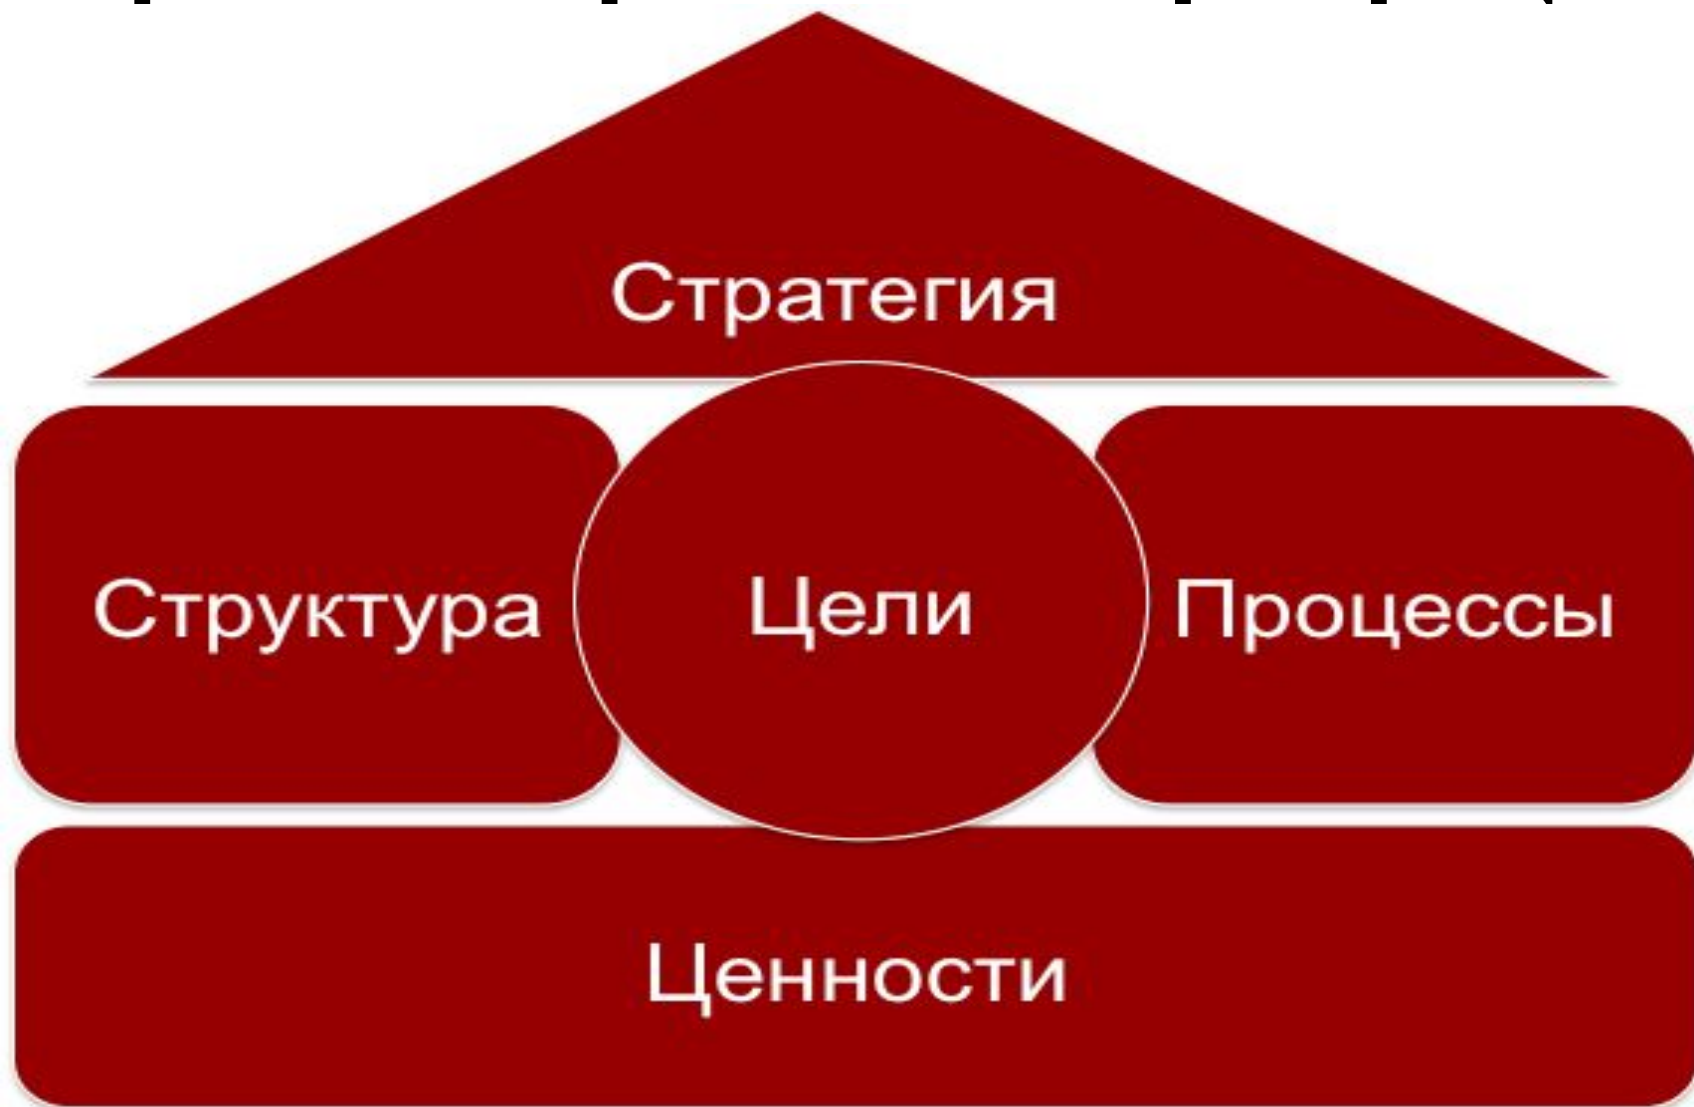 Стратегия
Структура
Цели
Процессы
Ценности